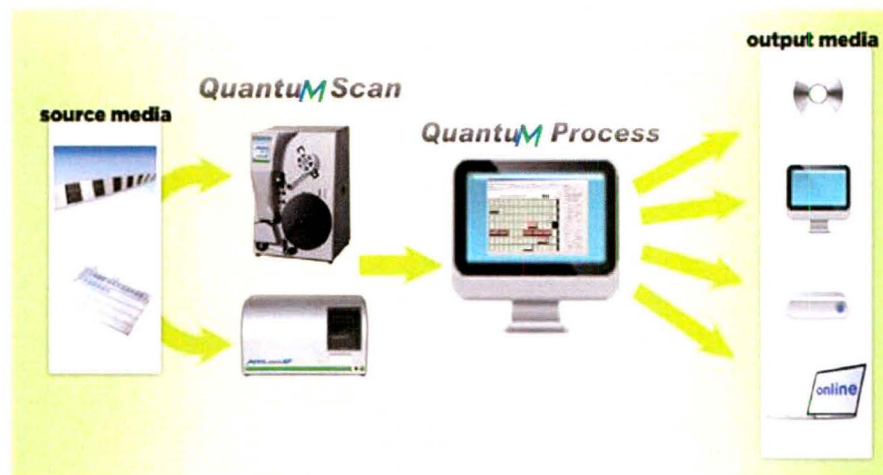 output media
QuantuM Scan
source media
QuantuM Process
online